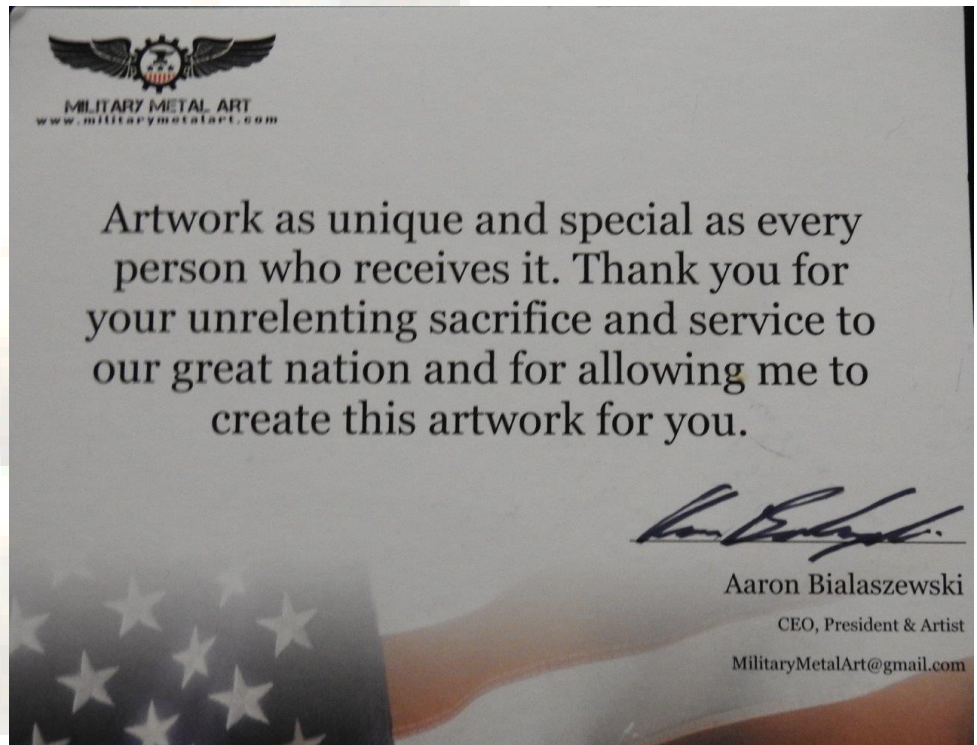 MILITARY METAL ART
www.militarymetalart.com
Artwork as unique and special as every
person who receives it. Thank you for
your unrelenting sacrifice and service to
our great nation and for allowing me to
create this artwork for you.
Aaron Bialaszewski
CEO, President & Artist
MilitaryMetalArt@gmail.com